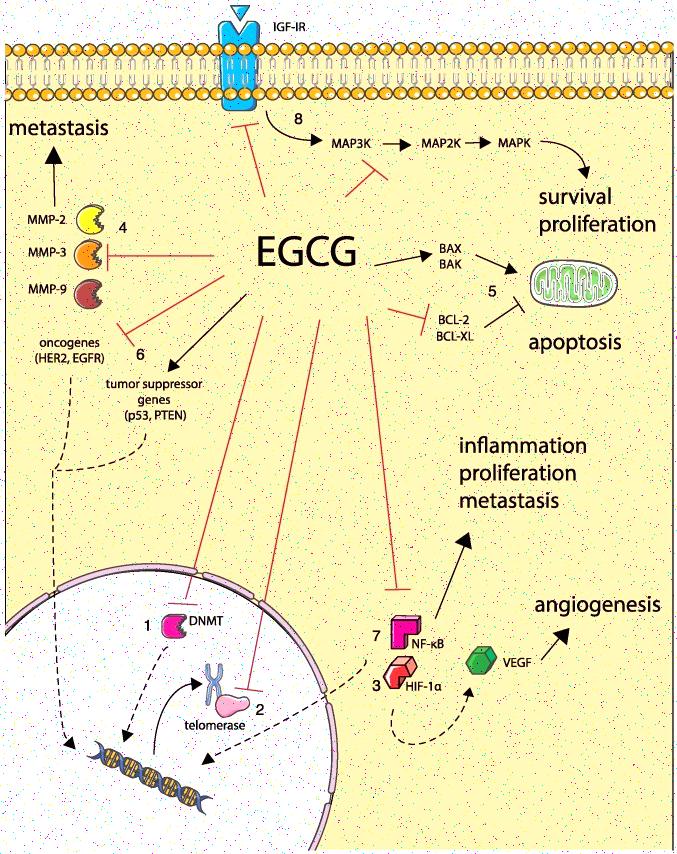 IGF-IR
8
MAP3K
MAP2K
MAPK
survival
proliferation
metastasis
MMP-2
4
MMP-3
MMP-9
EGCG
BAX
BAK
5
BCL-2
BCL-XL
apoptosis
oncogenes
(HER2, EGFR)
6
tumor suppressor
genes
(p53, PTEN)
inflammation
proliferation
metastasis
angiogenesis
1
DNMT
2
telomerase
7
NF-κB
3
HIF-1α
VEGF